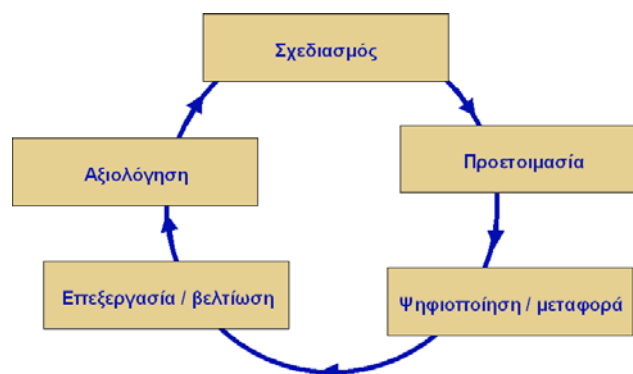 Σχεδιασμός
Προετοιμασία
Ψηφιοποίηση / μεταφορά
Επεξεργασία / βελτίωση
Αξιολόγηση